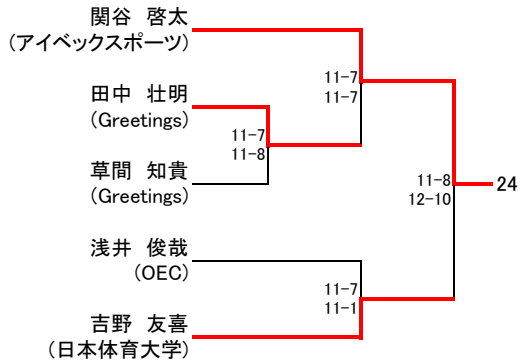 関谷 啓太
(アイベックスポーツ)
11-7
11-7
田中 壮明
(Greetings)
11-7
11-8
草間 知貴
(Greetings)
11-8
12-10
24
浅井 俊哉
(OEC)
11-7
11-1
吉野 友喜
(日本体育大学)